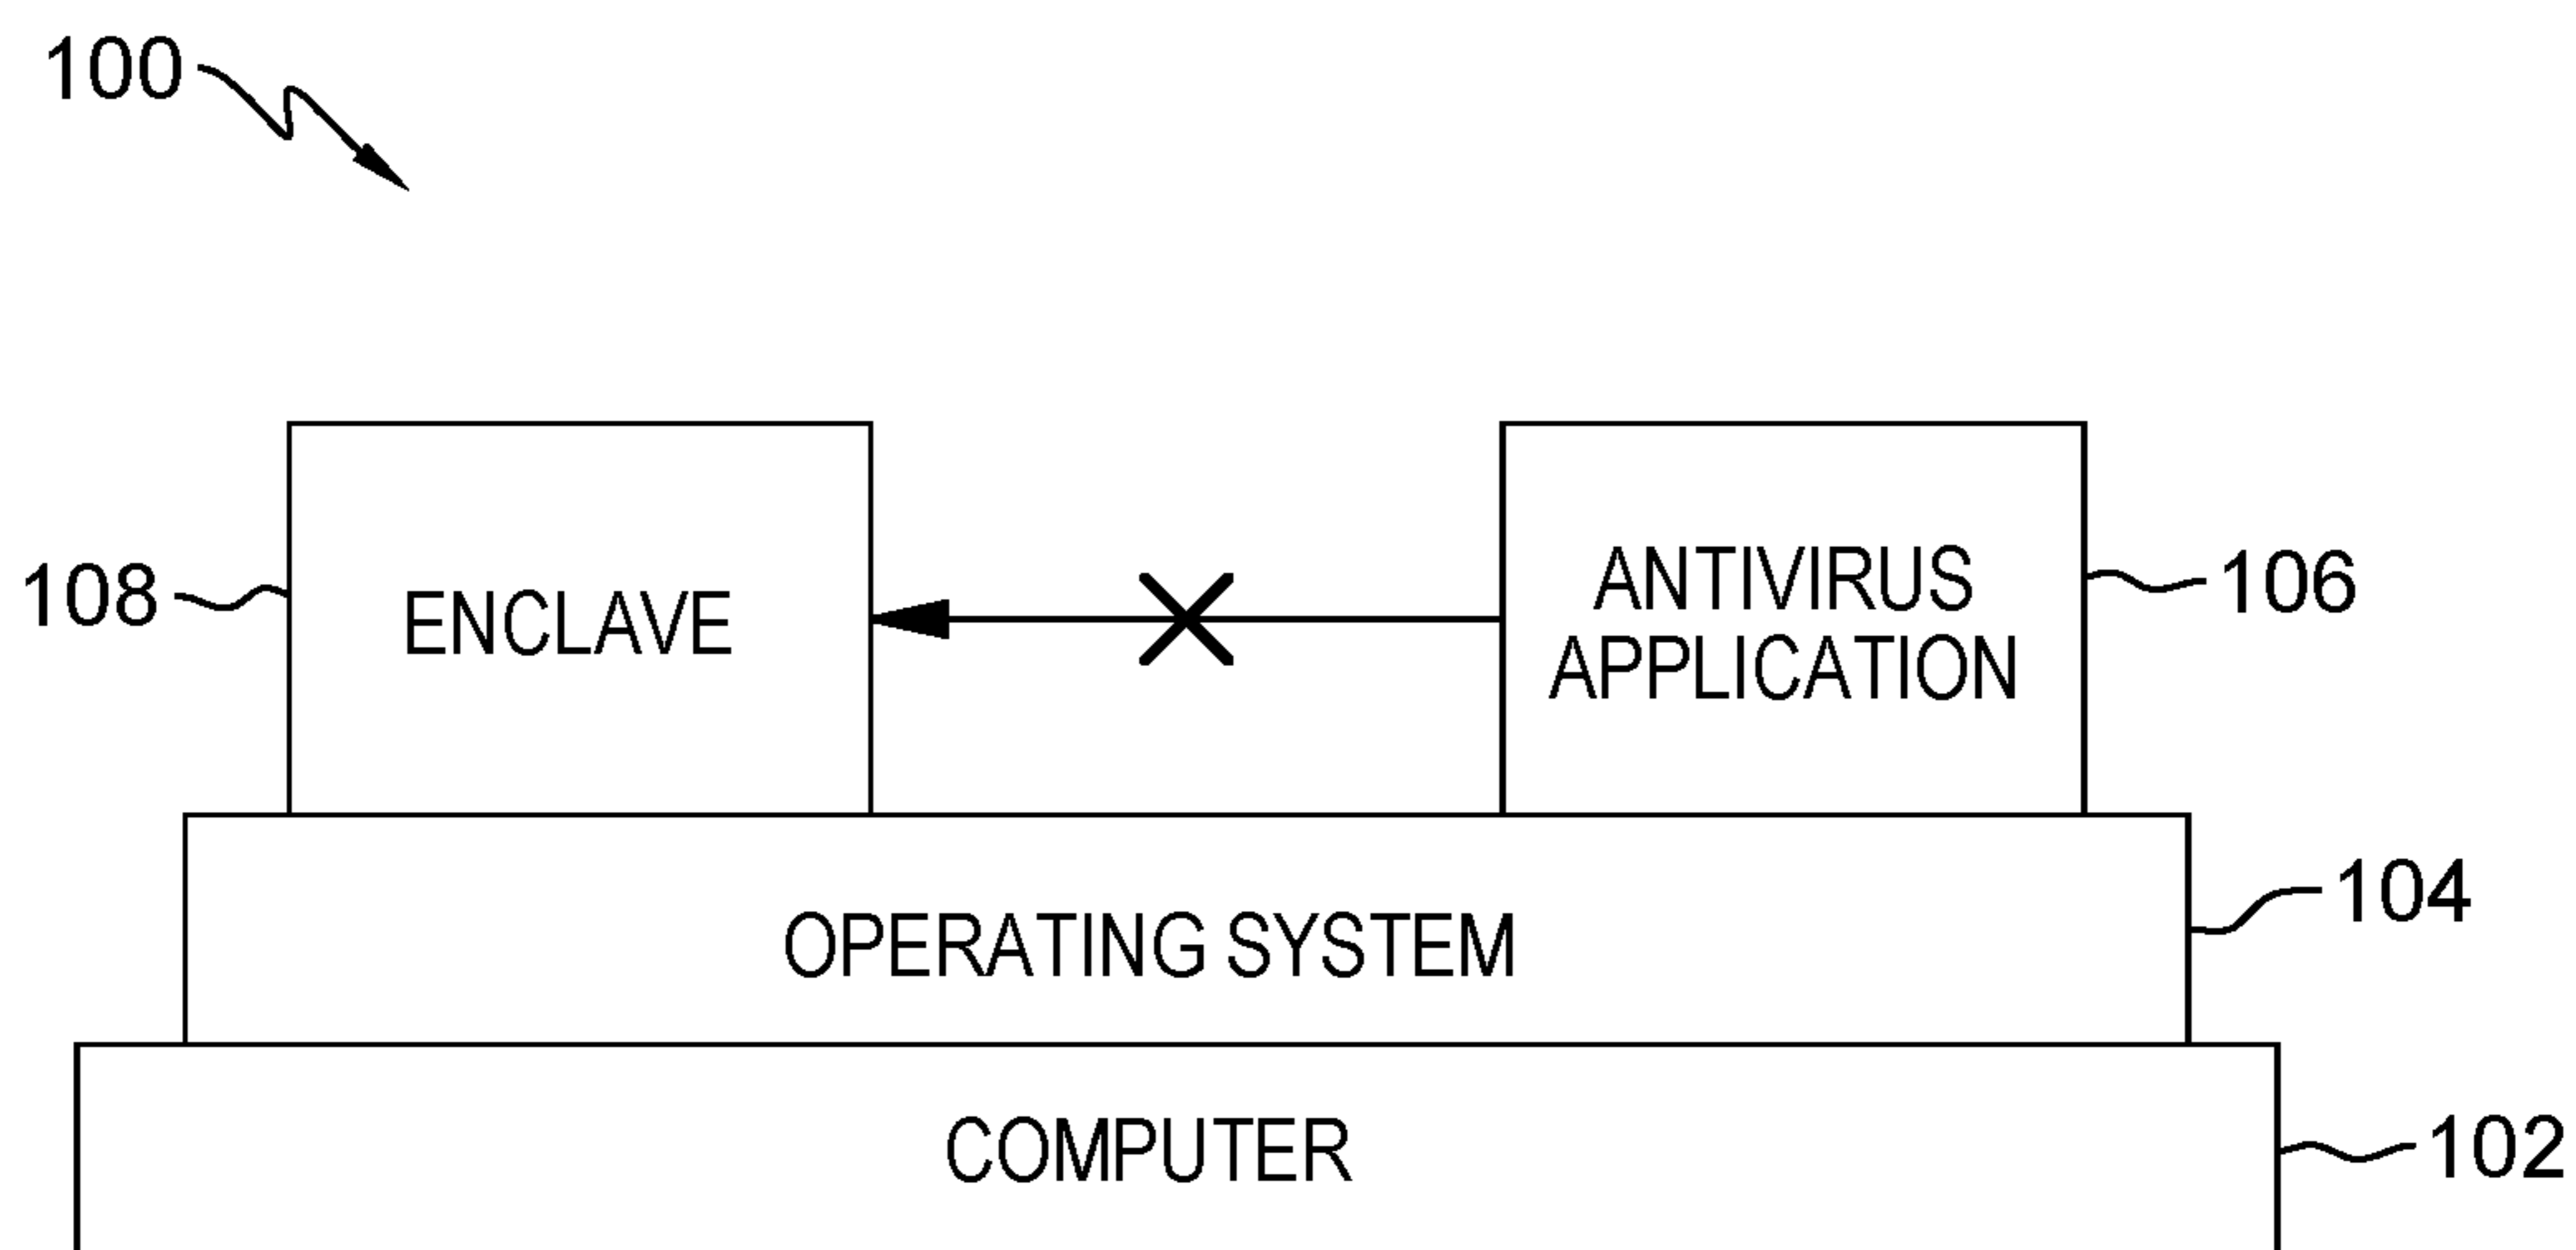 100
108
ENCLAVE
ANTIVIRUS
APPLICATION
106
OPERATING SYSTEM
104
COMPUTER
102